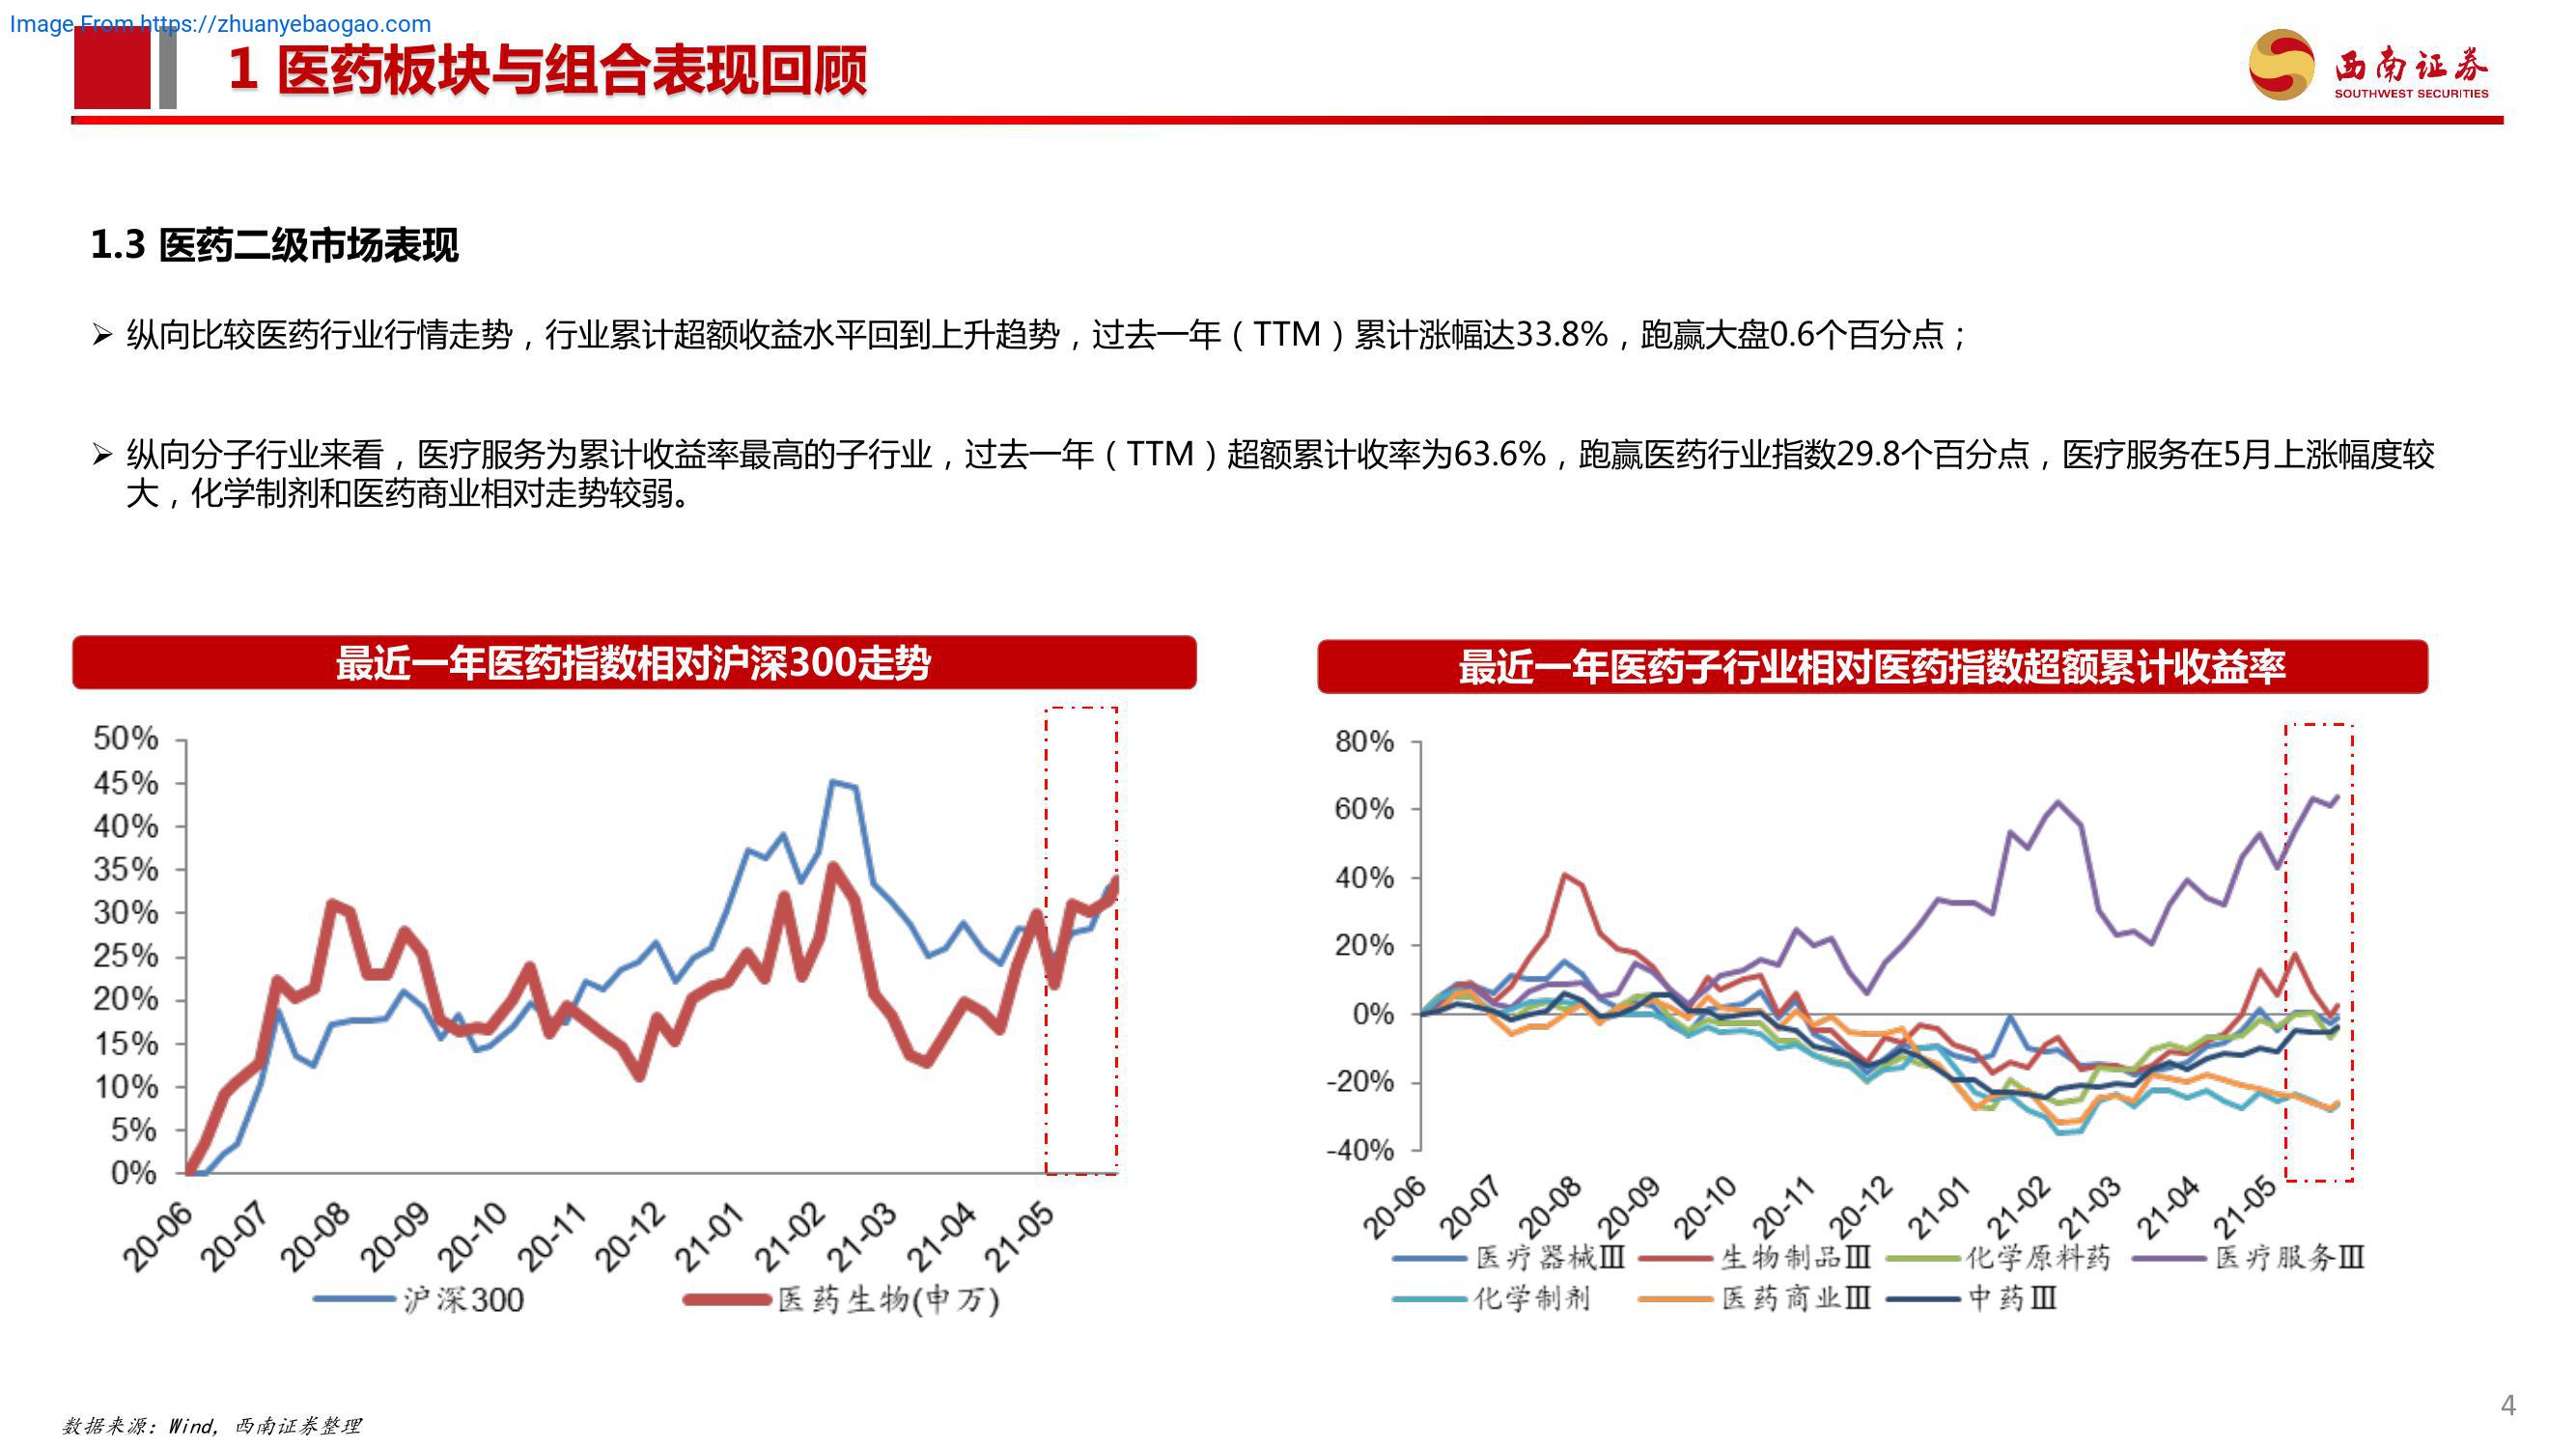 Image From https://zhuanyebaogao.com
1 医药板块与组合表现回顾
西南证券
SOUTHWEST SECURITIES
1.3 医药二级市场表现
➢ 纵向比较医药行业行情走势，行业累计超额收益水平回到上升趋势，过去一年（TTM）累计涨幅达33.8%，跑赢大盘0.6个百分点；
➢ 纵向分子行业来看，医疗服务为累计收益率最高的子行业，过去一年（TTM）超额累计收率为63.6%，跑赢医药行业指数29.8个百分点，医疗服务在5月上涨幅度较
大，化学制剂和医药商业相对走势较弱。
最近一年医药指数相对沪深300走势
50%
45%
40%
35%
30%
25%
20%
15%
10%
5%
0%
20-06 20-07 20-08 20-09 20-10 20-11 20-12 21-01 21-02 21-03 21-04 21-05
沪深300 医药生物(申万)
最近一年医药子行业相对医药指数超额累计收益率
80%
60%
40%
20%
0%
-20%
-40%
20-06 20-07 20-08 20-09 20-10 20-11 20-12 21-01 21-02 21-03 21-04 21-05
医疗器械Ⅲ 生物制品Ⅲ 化学原料药 医疗服务Ⅲ
化学制剂 医药商业Ⅲ 中药Ⅲ
数据来源：Wind，西南证券整理
4